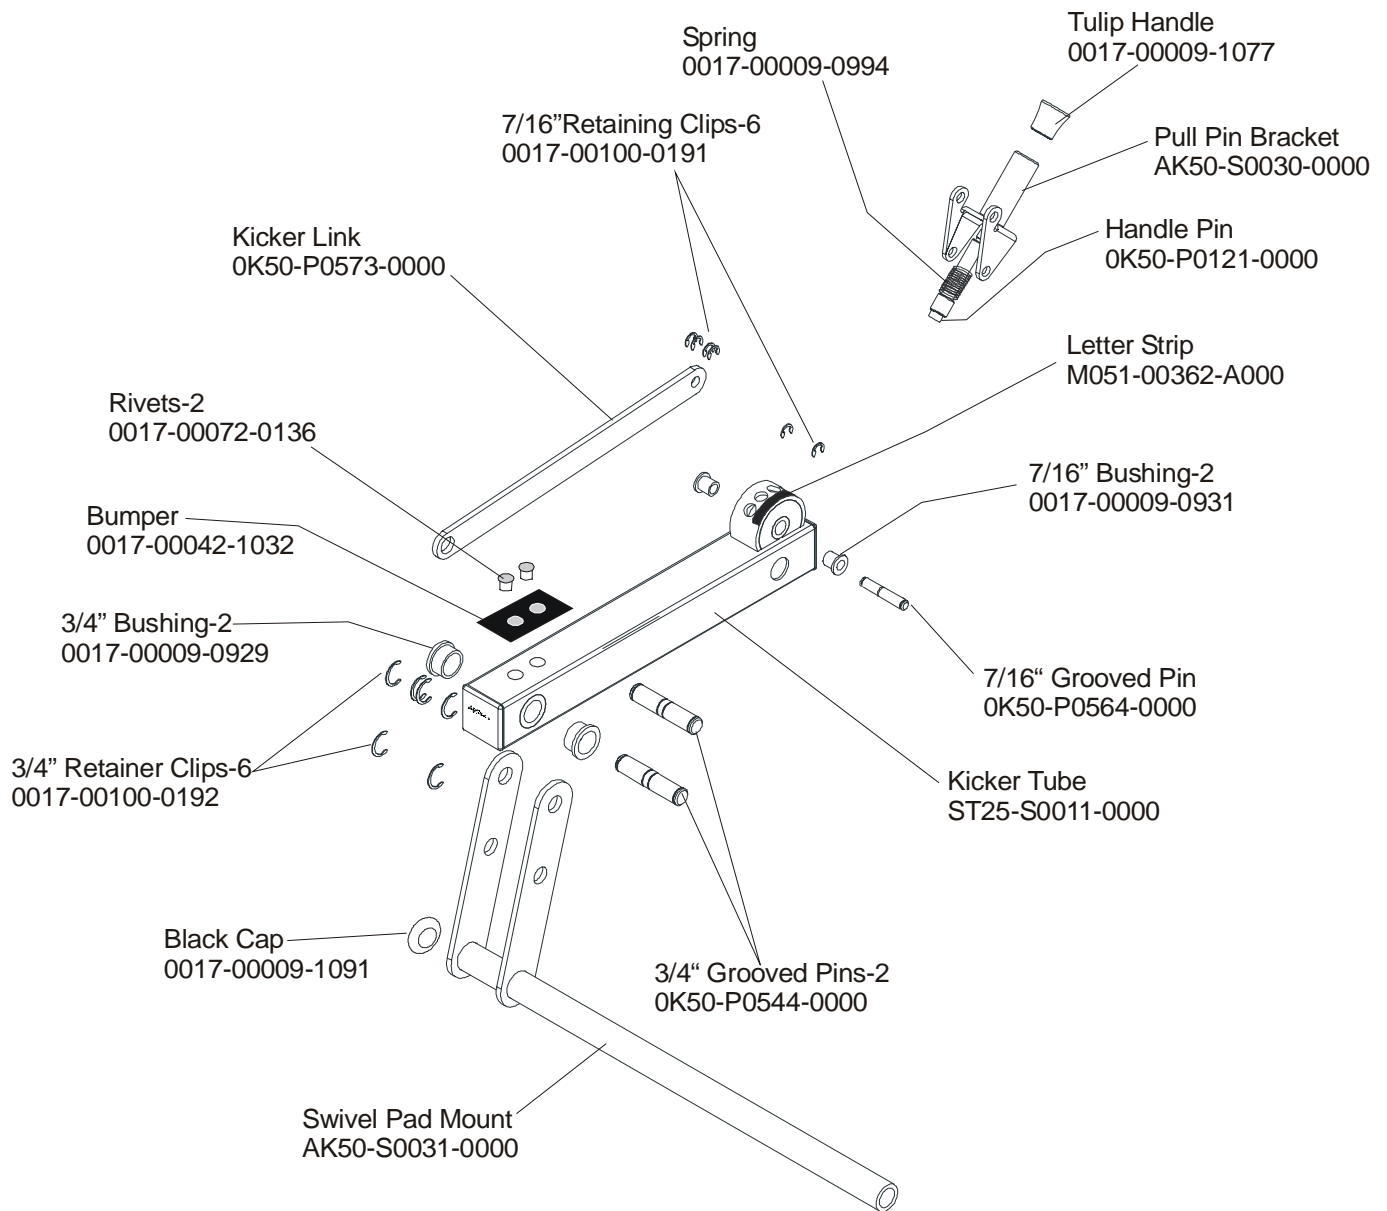 Tulip Handle
0017-00009-1077
Spring
0017-00009-0994
7/16”Retaining Clips-6
0017-00100-0191
Pull Pin Bracket
AK50-S0030-0000
Kicker Link
0K50-P0573-0000
Handle Pin
0K50-P0121-0000
Letter Strip
M051-00362-A000
Rivets-2
0017-00072-0136
7/16” Bushing-2
0017-00009-0931
Bumper
0017-00042-1032
3/4” Bushing-2
0017-00009-0929
7/16“ Grooved Pin
0K50-P0564-0000
3/4” Retainer Clips-6
0017-00100-0192
Kicker Tube
ST25-S0011-0000
Black Cap
0017-00009-1091
3/4“ Grooved Pins-2
0K50-P0544-0000
Swivel Pad Mount
AK50-S0031-0000